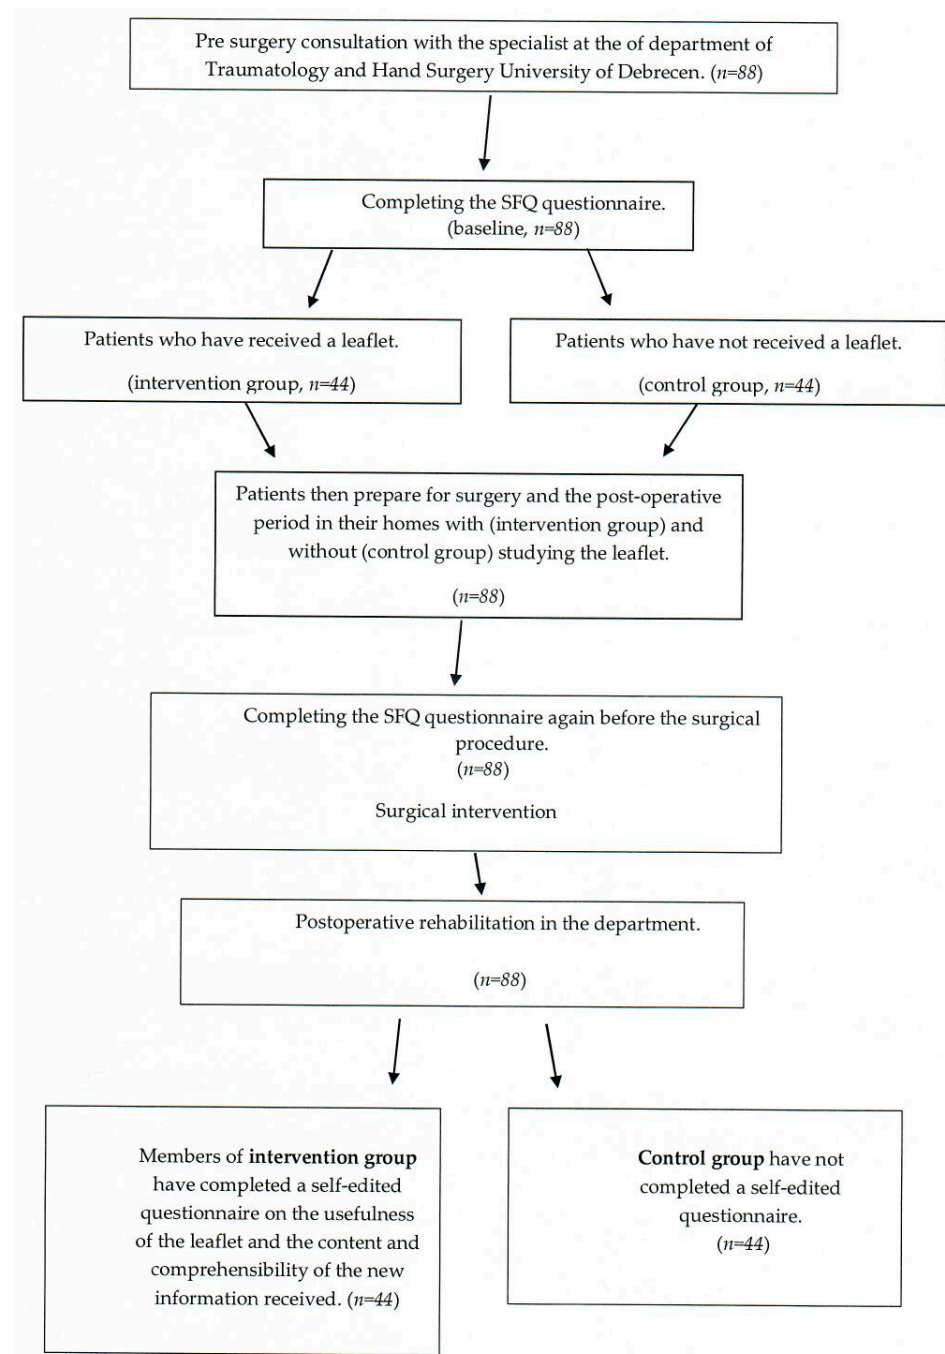 Pre surgery consultation with the specialist at the of department of
Traumatology and Hand Surgery University of Debrecen. (n=88)
Completing the SFQ questionnaire.
(baseline, n=88)
Patients who have received a leaflet.
(intervention group, n=44)
Patients who have not received a leaflet.
(control group, n=44)
Patients then prepare for surgery and the post-operative
period in their homes with (intervention group) and
without (control group) studying the leaflet.
(n=88)
Completing the SFQ questionnaire again before the surgical
procedure.
(n=88)
Surgical intervention
Postoperative rehabilitation in the department.
(n=88)
Members of intervention group
have completed a self-edited
questionnaire on the usefulness
of the leaflet and the content and
comprehensibility of the new
information received. (n=44)
Control group have not
completed a self-edited
questionnaire.
(n=44)